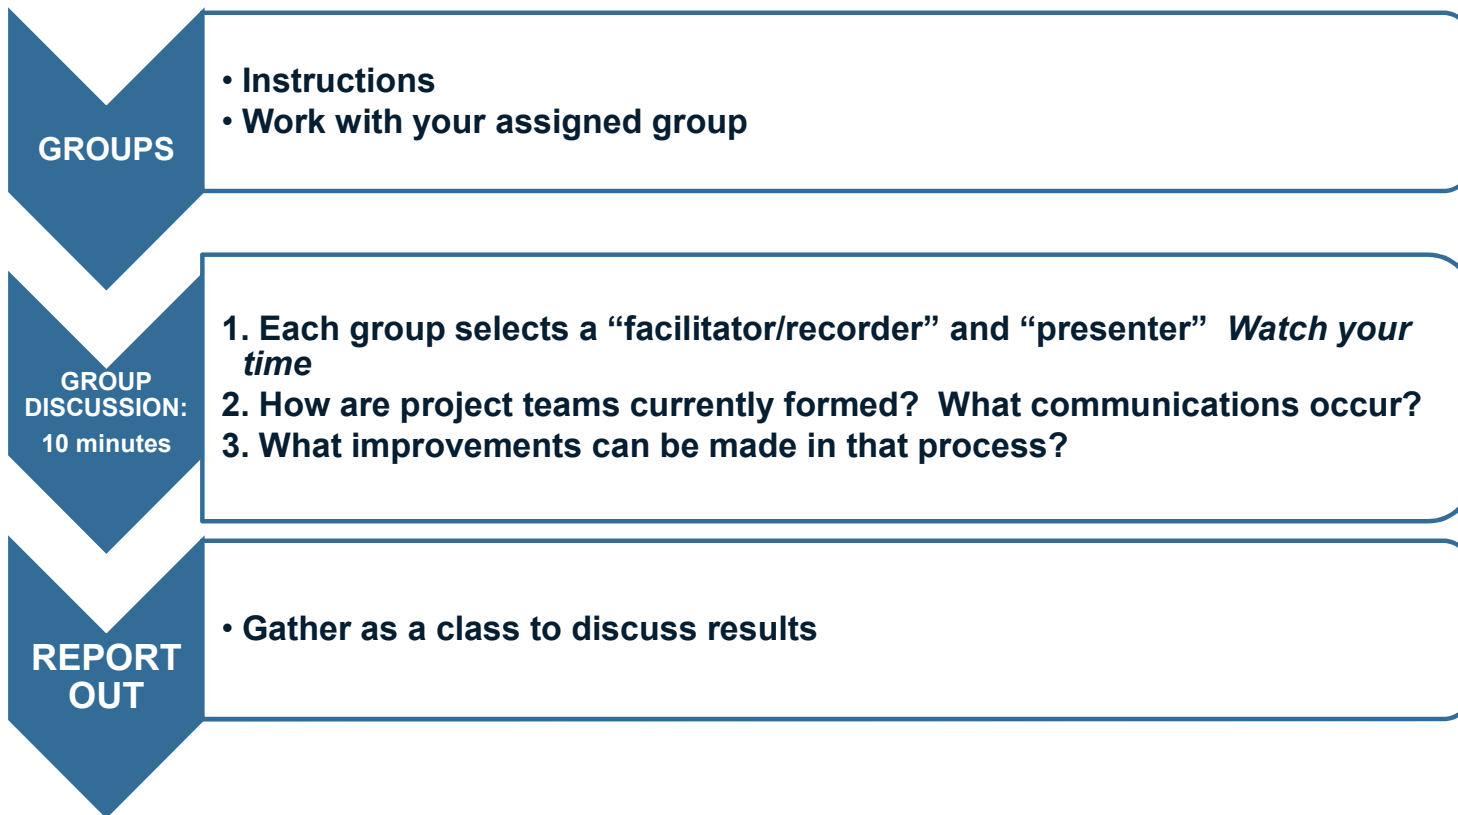 GROUPS
• Instructions
• Work with your assigned group
GROUP
DISCUSSION:
10 minutes
1. Each group selects a “facilitator/recorder” and “presenter”  Watch your
time
2. How are project teams currently formed?  What communications occur?
3. What improvements can be made in that process?
REPORT
OUT
• Gather as a class to discuss results